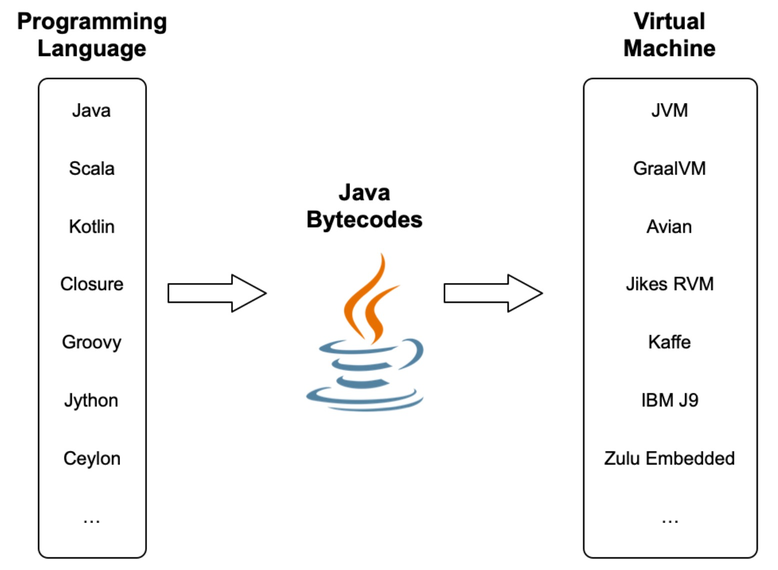 Programming
Language
Java
Scala
Kotlin
Closure
Groovy
Jython
Ceylon
...
Java
Bytecodes
Virtual
Machine
JVM
GraalVM
Avian
Jikes RVM
Kaffe
IBM J9
Zulu Embedded
...